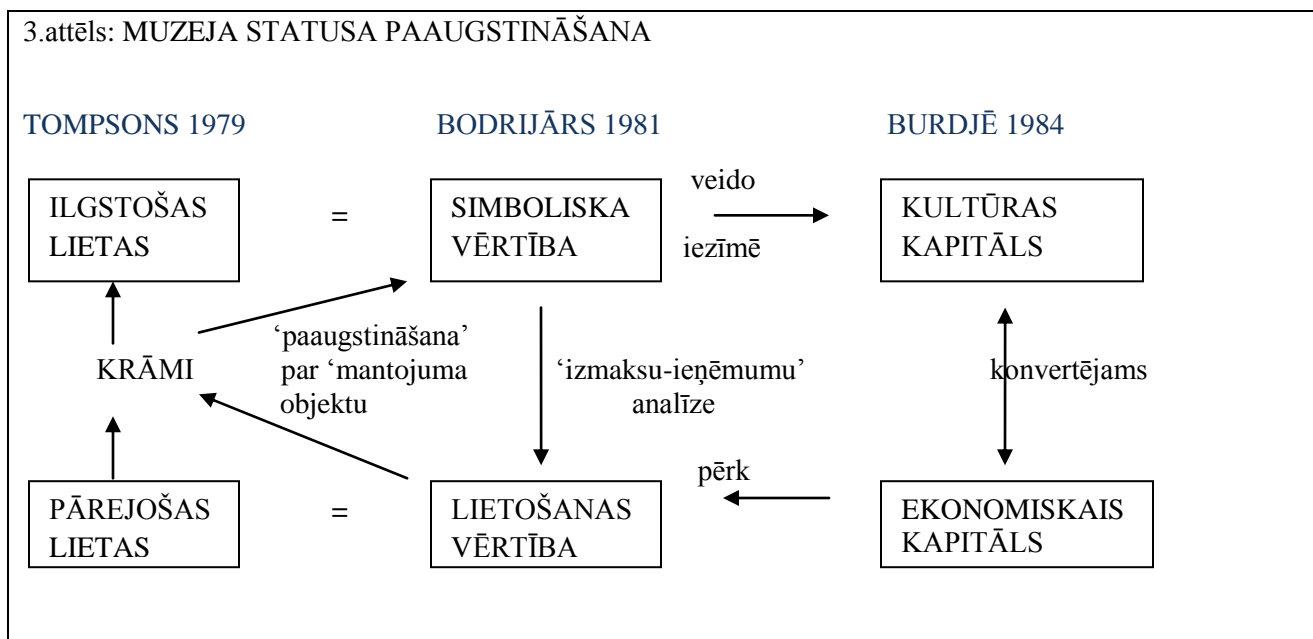 3.attēls: MUZEJA STATUSA PAAUGSTINĀŠANA
TOMPSONS 1979
BODRIJĀRS 1981
BURDJĒ 1984
ILGSTOŠAS
LIETAS
=
SIMBOLISKA
VĒRTĪBA
veido
iezīmē
KULTŪRAS
KAPITĀLS
KRĀMI
‘paaugstināšana’
par ‘mantojuma
objektu
‘izmaksu-ieņēmumu’
analīze
konvertējams
PĀREJOŠAS
LIETAS
=
LIETOŠANAS
VĒRTĪBA
pērk
EKONOMISKAIS
KAPITĀLS